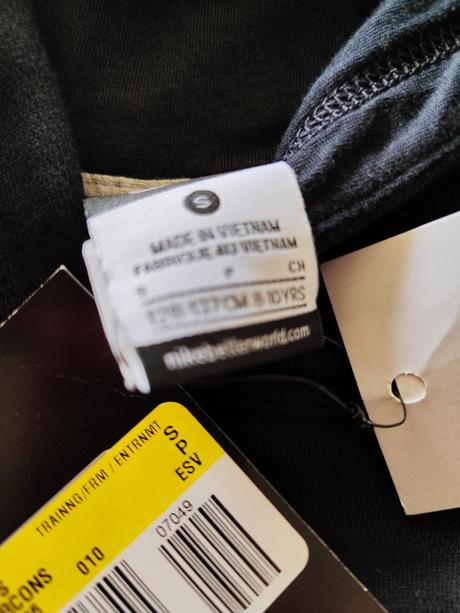 S
MADE IN VIETNAM
FABRIQUE AU VIETNAM
S P CH
128-137CM 8-10YRS
nikebetterworld.com
TRAINNG/FRM / ENTRNMT
S
P
ESV
07049
010